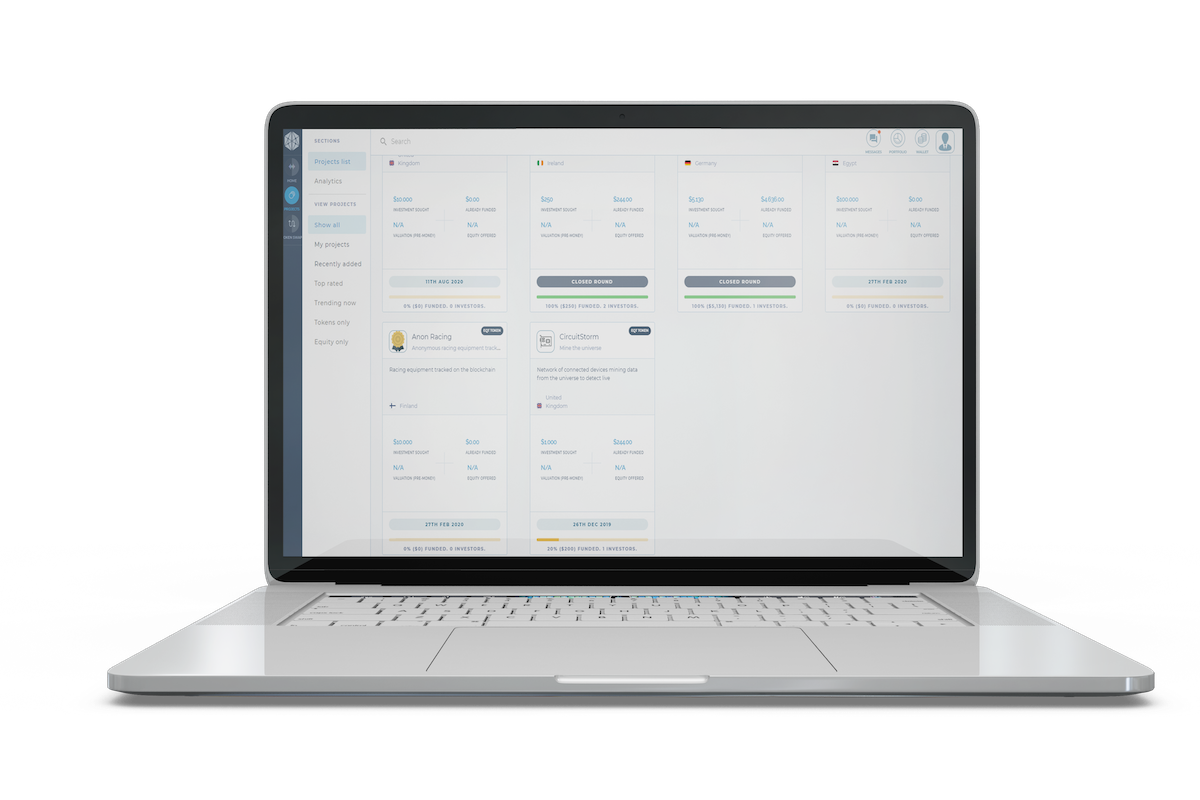 SECTIONS
Projects list
Analytics
VIEW PROJECTS
Show all
My projects
Recently added
Top rated
Trending now
Tokens only
Equity only
HOME
Search
MESSAGES
PORTFOLIO
WALLET
Kingdom
$10.000
$0.00
INVESTMENT SOUGHT
ALREADY FUNDED
N/A
N/A
VALUATION (PRE-MONEY)
EQUITY OFFERED
11TH AUG 2020
0% ($0) FUNDED. 0 INVESTORS.
Ireland
$250
$244.00
INVESTMENT SOUGHT
ALREADY FUNDED
N/A
N/A
VALUATION (PRE-MONEY)
EQUITY OFFERED
CLOSED ROUND
100% ($250) FUNDED. 2 INVESTORS.
Germany
$5,130
$4,636.00
INVESTMENT SOUGHT
ALREADY FUNDED
N/A
N/A
VALUATION (PRE-MONEY)
EQUITY OFFERED
CLOSED ROUND
100% ($5,130) FUNDED. 1 INVESTORS.
Egypt
$100.000
$0.00
INVESTMENT SOUGHT
ALREADY FUNDED
N/A
N/A
VALUATION (PRE-MONEY)
EQUITY OFFERED
27TH FEB 2020
0% ($0) FUNDED. 0 INVESTORS.
Anon Racing
Anonymous racing equipment track...
Racing equipment tracked on the blockchain
Finland
$10.000
$0.00
INVESTMENT SOUGHT
ALREADY FUNDED
N/A
N/A
VALUATION (PRE-MONEY)
EQUITY OFFERED
27TH FEB 2020
0% ($0) FUNDED. 0 INVESTORS.
CircuitStorm
Mine the universe
Network of connected devices mining data
from the universe to detect live
United
Kingdom
$1.000
$244.00
INVESTMENT SOUGHT
ALREADY FUNDED
N/A
N/A
VALUATION (PRE-MONEY)
EQUITY OFFERED
26TH DEC 2019
30% ($300) FUNDED. 1 INVESTORS.